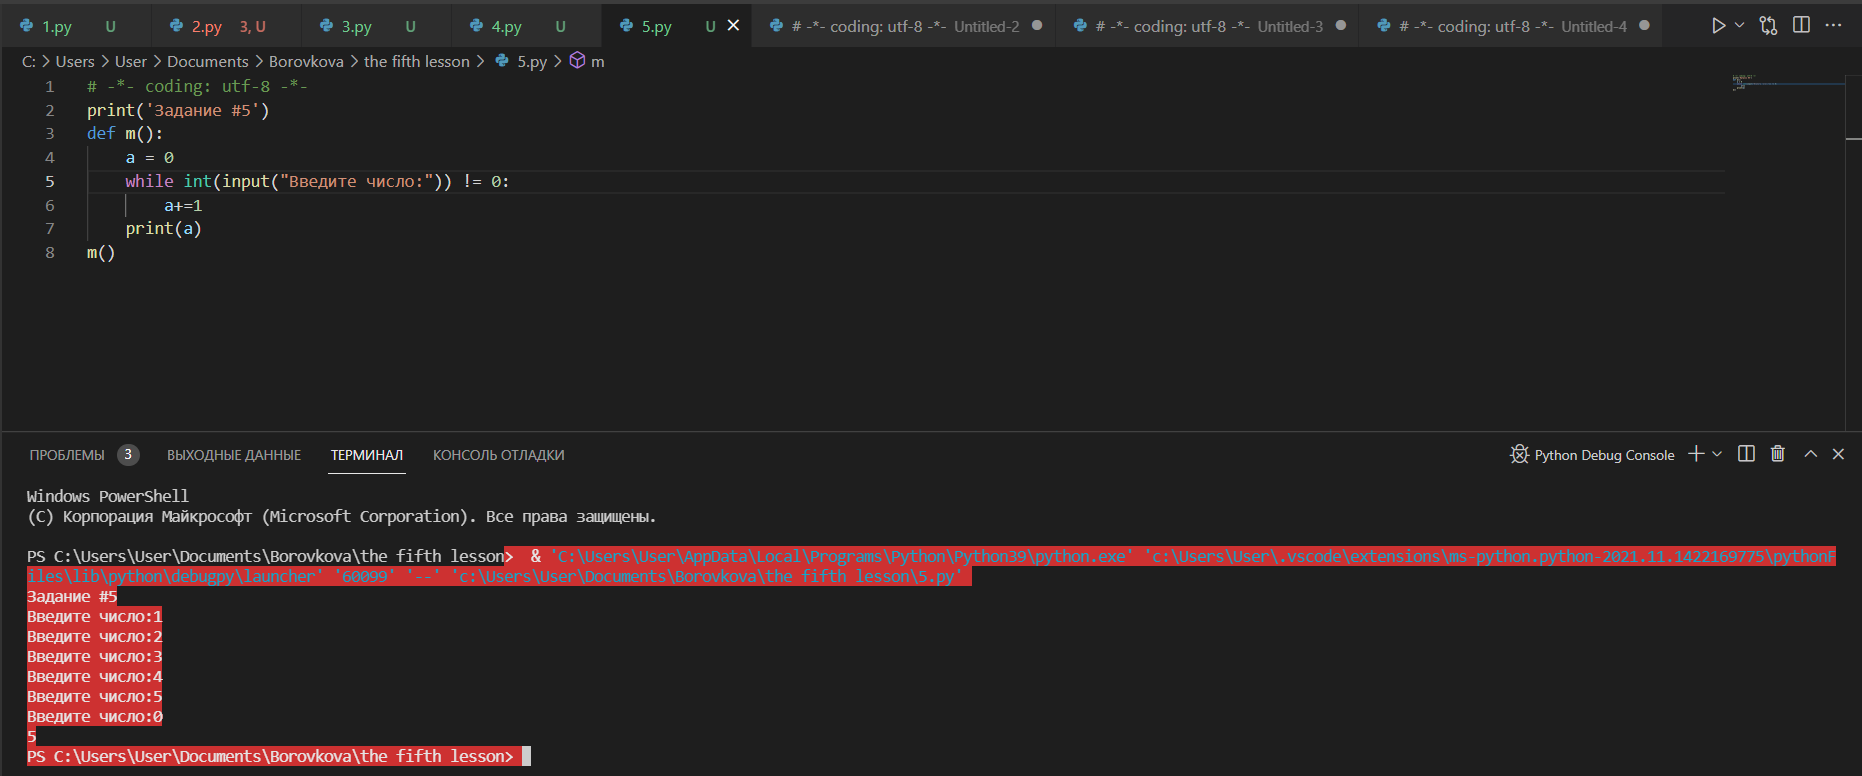 1.py U 2.py 3, U 3.py U 4.py U 5.py U # -*- coding: utf-8 -*- Untitled-2 # -*- coding: utf-8 -*- Untitled-3 # -*- coding: utf-8 -*- Untitled-4
C: > Users > User > Documents > Borovkova > the fifth lesson > 5.py > m
1 # -*- coding: utf-8 -*-
2 print('Задание #5')
3 def m():
4 a = 0
5 while int(input("Введите число:")) != 0:
6 a+=1
7 print(a)
8 m()
ПРОБЛЕМЫ 3 ВЫХОДНЫЕ ДАННЫЕ ТЕРМИНАЛ КОНСОЛЬ ОТЛАДКИ Python Debug Console
Windows PowerShell
(C) Корпорация Майкрософт (Microsoft Corporation). Все права защищены.
PS C:\Users\User\Documents\Borovkova\the fifth lesson>  & 'C:\Users\User\AppData\Local\Programs\Python\Python39\python.exe' 'c:\Users\User\.vscode\extensions\ms-python.python-2021.11.1422169775\pythonF
iles\lib\python\debugpy\launcher' '60099' '--' 'c:\Users\User\Documents\Borovkova\the fifth lesson\5.py'
Задание #5
Введите число:1
Введите число:2
Введите число:3
Введите число:4
Введите число:5
Введите число:0
5
PS C:\Users\User\Documents\Borovkova\the fifth lesson>